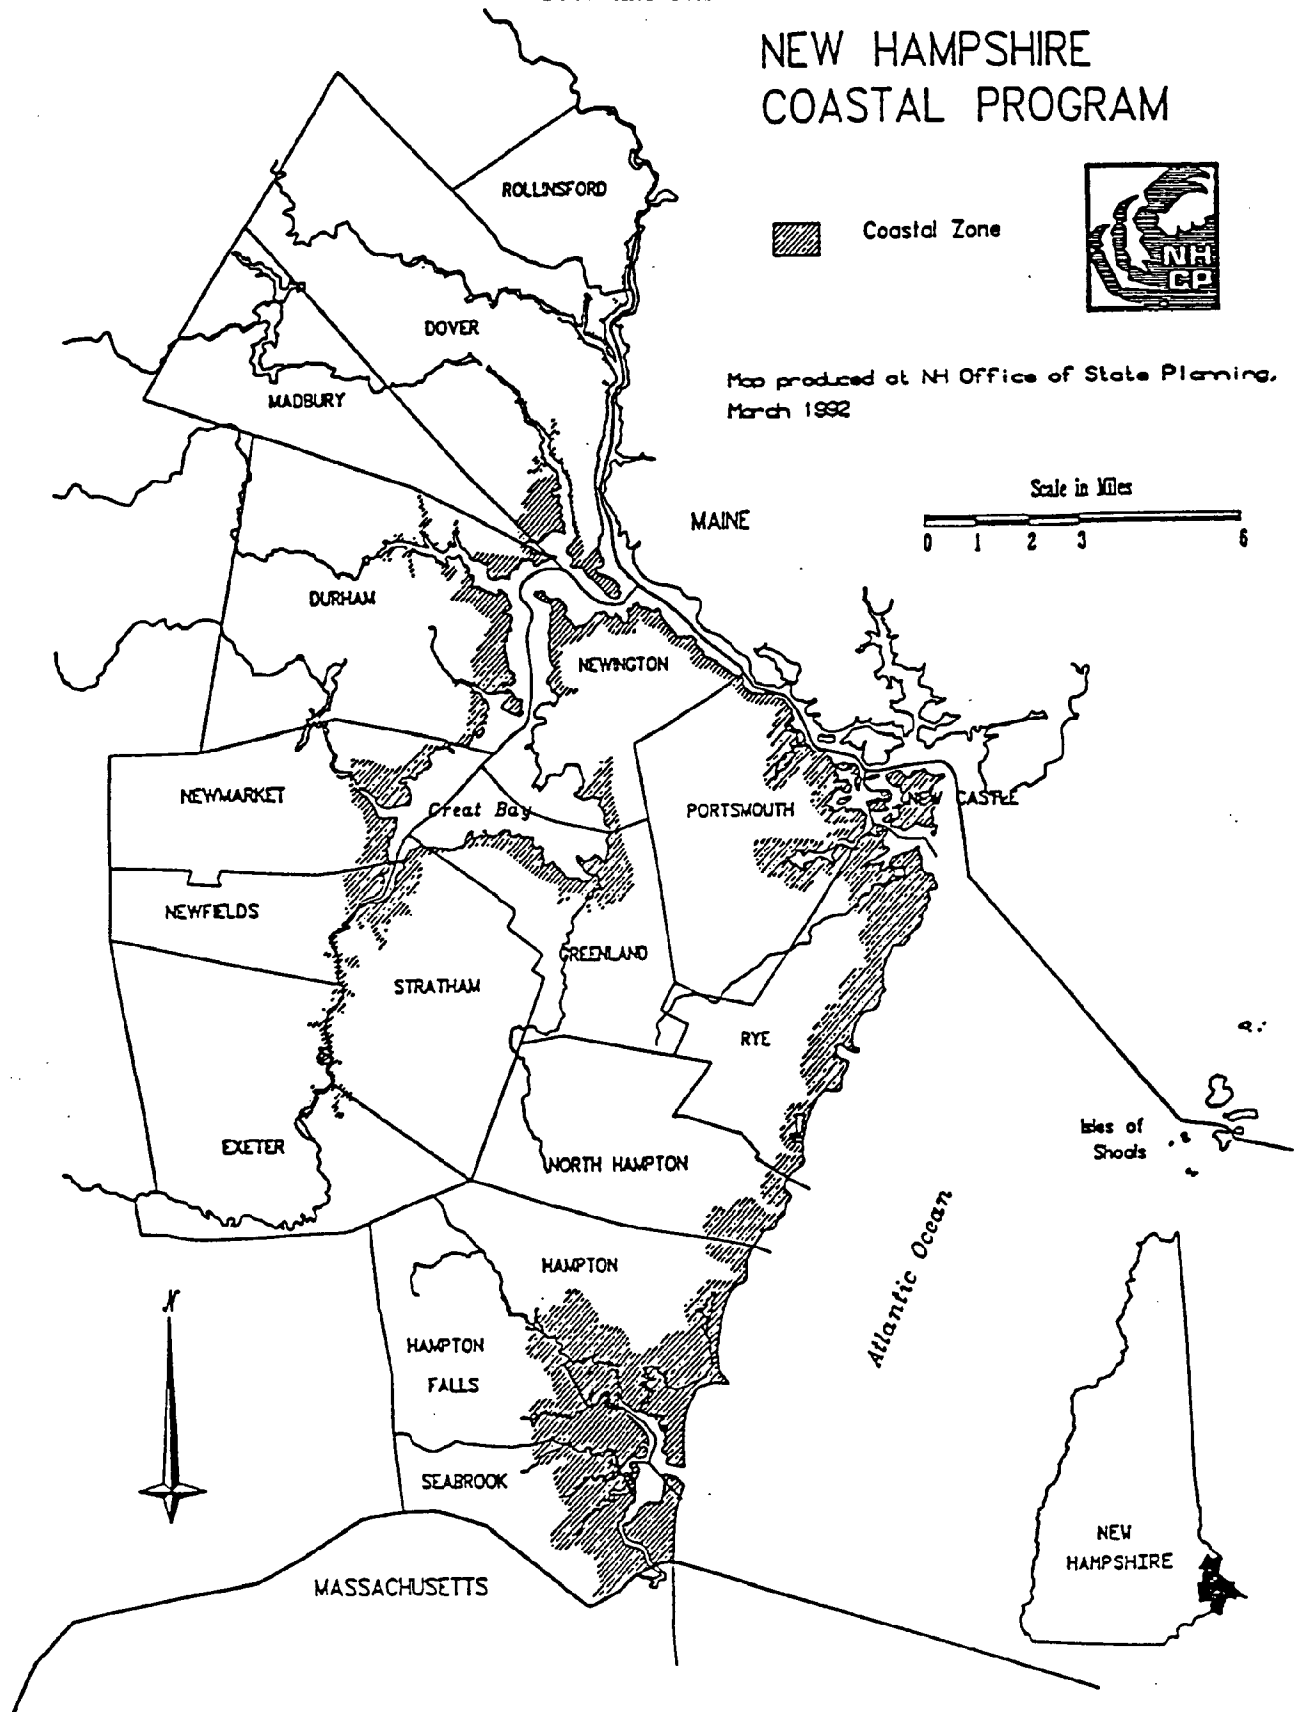 NEW HAMPSHIRE
COASTAL PROGRAM
Coastal Zone
NH
CP
Map produced at NH Office of State Planning,
March 1992
Scale in Miles
0 1 2 3 6
ROLLINSFORD
DOVER
MADBURY
MAINE
DURHAM
NEWINGTON
NEWMARKET
Great Bay
PORTSMOUTH
NEW CASTLE
NEWFIELDS
GREENLAND
STRATHAM
RYE
EXETER
NORTH HAMPTON
Isles of
Shoals
HAMPTON
Atlantic Ocean
N
HAMPTON
FALLS
SEABROOK
MASSACHUSETTS
NEW
HAMPSHIRE